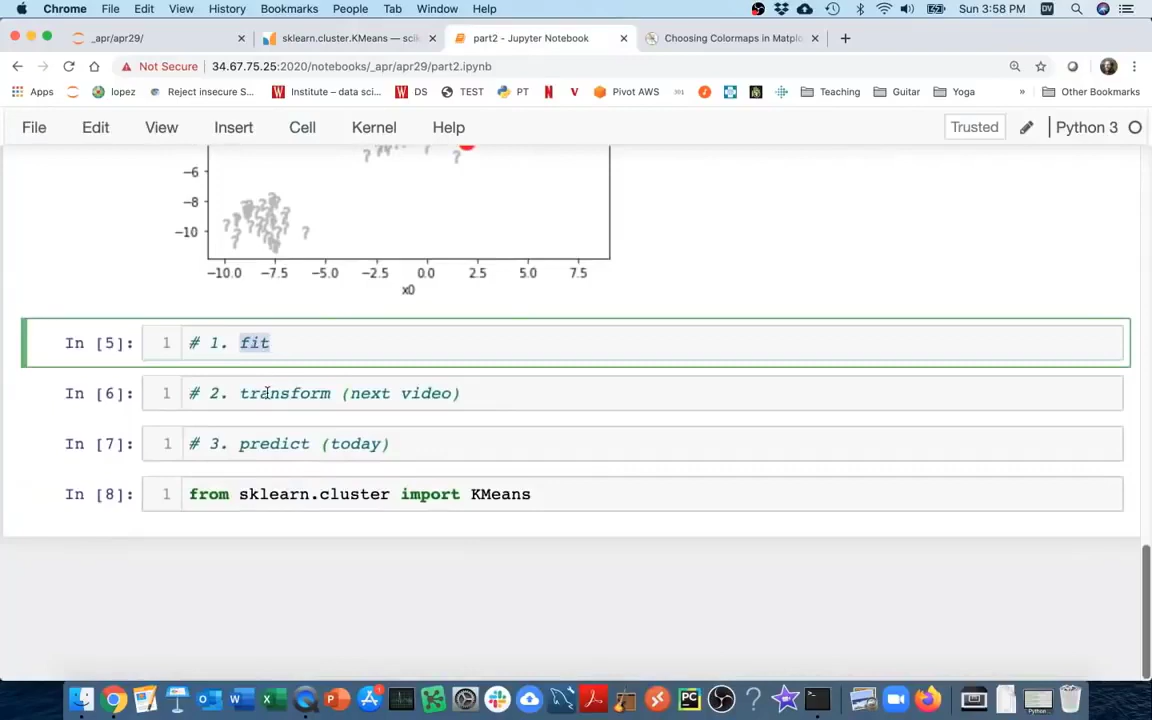 Chrome File Edit View History Bookmarks People Tab Window Help DV Sun 3:58 PM
_apr/apr29/ × sklearn.cluster.KMeans — scik × part2 - Jupyter Notebook × Choosing Colormaps in Matplo × +
Not Secure 34.67.75.25:2020/notebooks/_apr/apr29/part2.ipynb
Apps lopez Reject insecure S... Institute – data sci... DS TEST PT Pivot AWS Teaching Guitar Yoga » Other Bookmarks
File Edit View Insert Cell Kernel Help Trusted Python 3
−6
−8
−10
−10.0 −7.5 −5.0 −2.5 0.0 2.5 5.0 7.5
x0
In [5]: 1 # 1. fit
In [6]: 1 # 2. transform (next video)
In [7]: 1 # 3. predict (today)
In [8]: 1 from sklearn.cluster import KMeans